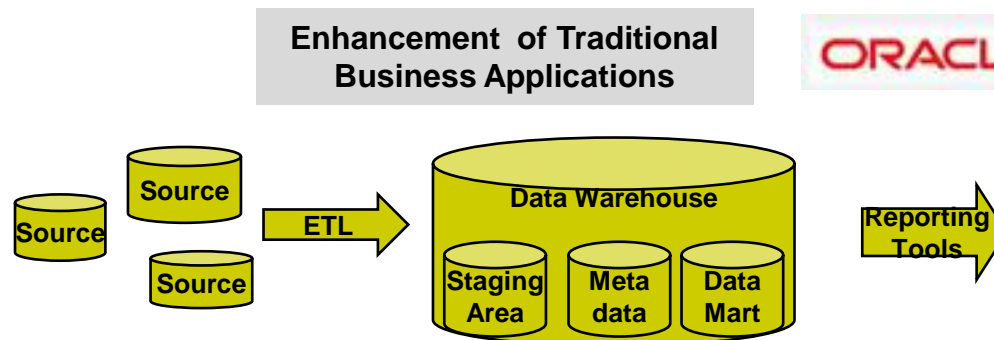 Enhancement of Traditional
Business Applications
ORACL
Source
Source
Source
ETL
Data Warehouse
Staging
Area
Meta
data
Data
Mart
Reporting
Tools